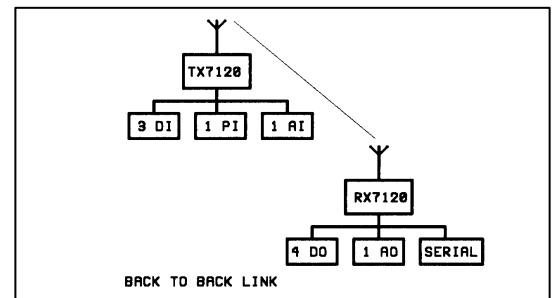 TX7120
3 DI
1 PI
1 AI
RX7120
4 DO
1 AO
SERIAL
BACK TO BACK LINK